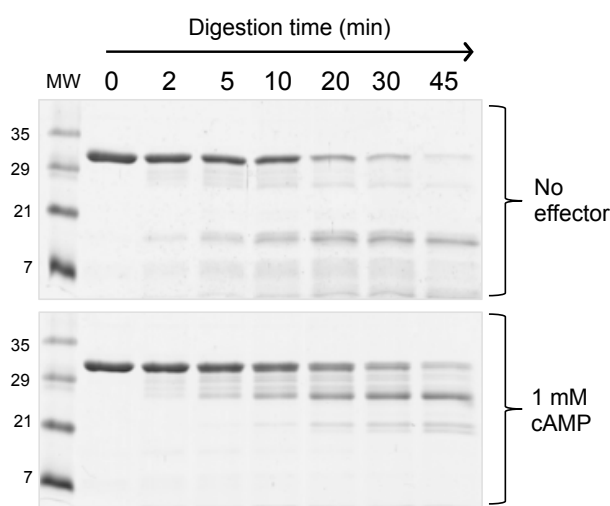 Digestion time (min)
MW 0 2 5 10 20 30 45
35
29
21
7
No
effector
35
29
21
7
1 mM
cAMP